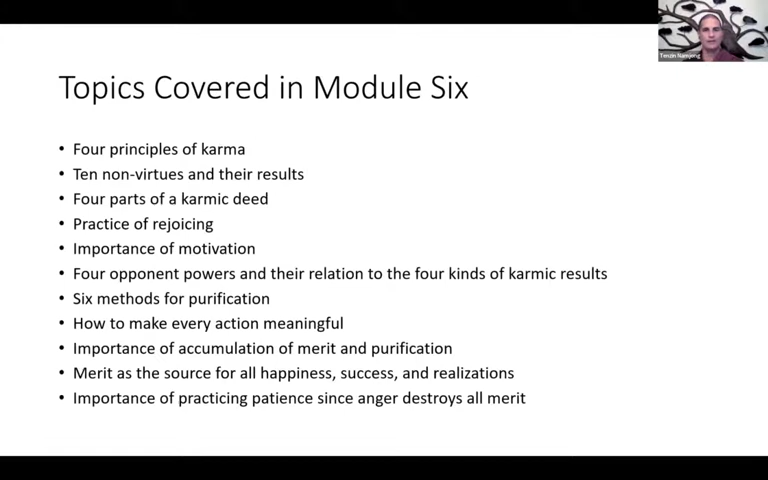 Topics Covered in Module Six
• Four principles of karma
• Ten non-virtues and their results
• Four parts of a karmic deed
• Practice of rejoicing
• Importance of motivation
• Four opponent powers and their relation to the four kinds of karmic results
• Six methods for purification
• How to make every action meaningful
• Importance of accumulation of merit and purification
• Merit as the source for all happiness, success, and realizations
• Importance of practicing patience since anger destroys all merit
Tenzin Namjong